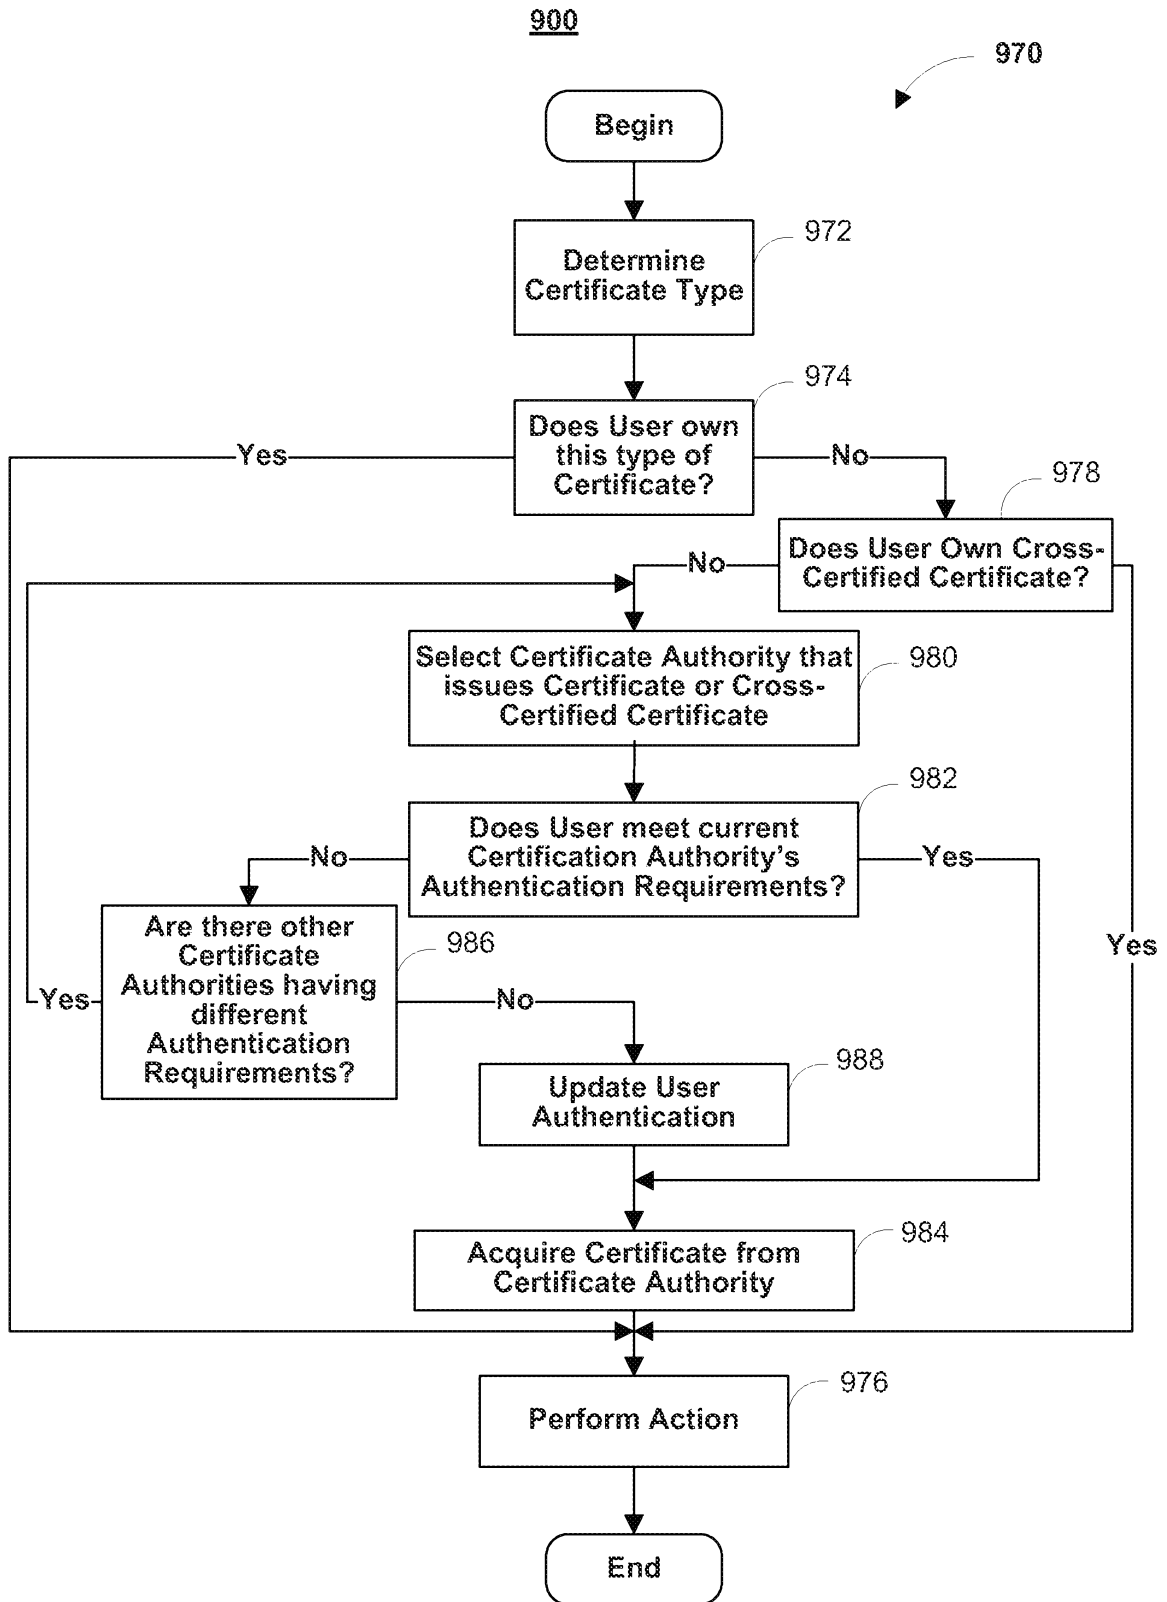 900
970
Begin
972
Determine
Certificate Type
974
Does User own
this type of
Certificate?
Yes
No
978
Does User Own Cross-
Certified Certificate?
No
Select Certificate Authority that
issues Certificate or Cross-
Certified Certificate
980
982
Does User meet current
Certification Authority's
Authentication Requirements?
No
Yes
Are there other
Certificate
Authorities having
different
Authentication
Requirements?
986
Yes
Yes
No
988
Update User
Authentication
984
Acquire Certificate from
Certificate Authority
976
Perform Action
End